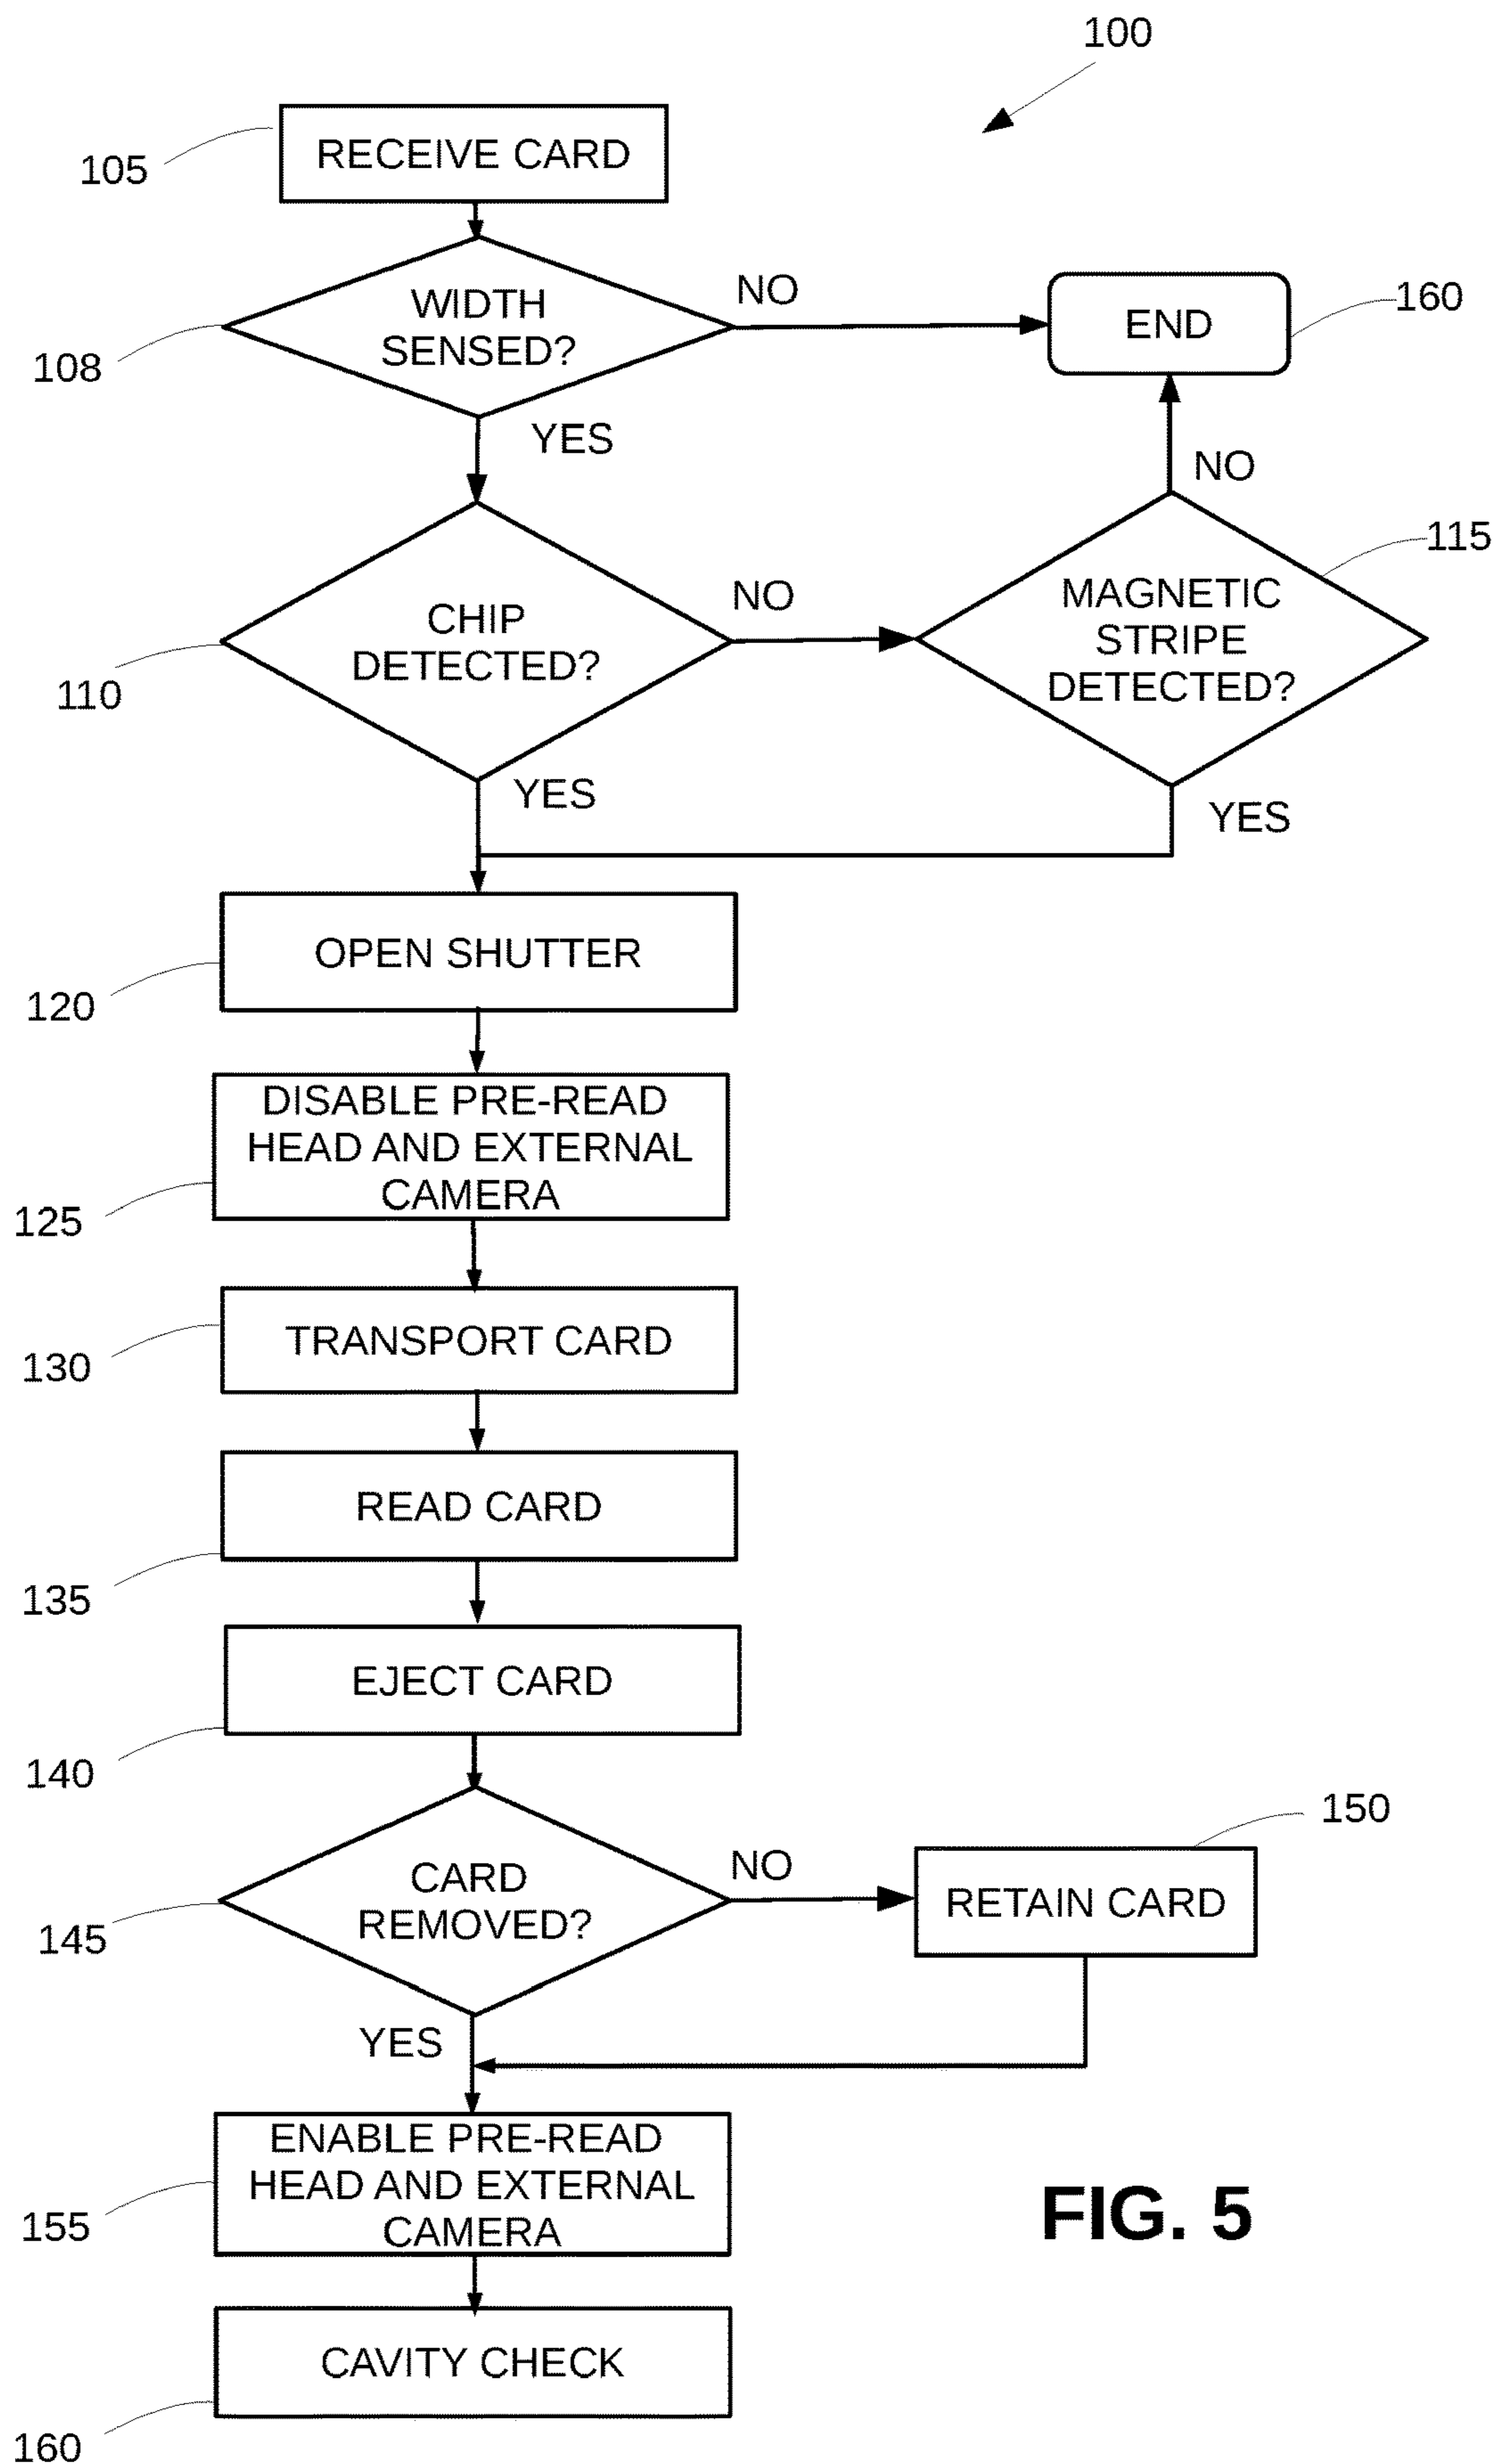 100
105
RECEIVE CARD
108
WIDTH
SENSED?
NO
END
160
YES
110
CHIP
DETECTED?
NO
MAGNETIC
STRIPE
DETECTED?
NO
115
YES
YES
OPEN SHUTTER
120
DISABLE PRE-READ
HEAD AND EXTERNAL
CAMERA
125
TRANSPORT CARD
130
READ CARD
135
EJECT CARD
140
CARD
REMOVED?
145
NO
RETAIN CARD
150
YES
ENABLE PRE-READ
HEAD AND EXTERNAL
CAMERA
155
FIG. 5
CAVITY CHECK
160